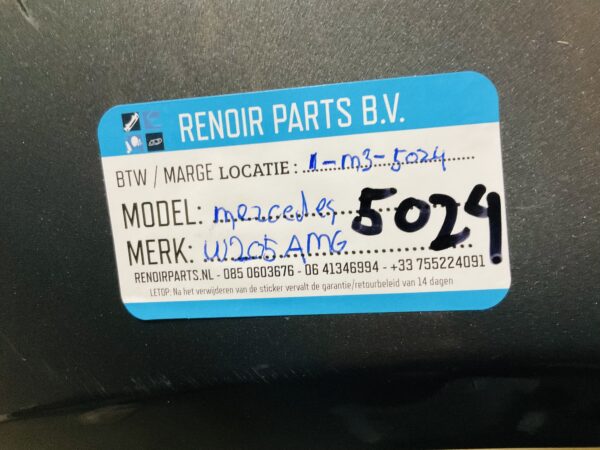 RENOIR PARTS B.V.
BTW / MARGE LOCATIE : 1-m3-5024
MODEL: mercedes 5024
MERK: W205 AMG
RENOIRPARTS.NL - 085 0603676 - 06 41346994 - +33 755224091
LETOP: Na het verwijderen van de sticker vervalt de garantie/retourbeleid van 14 dagen